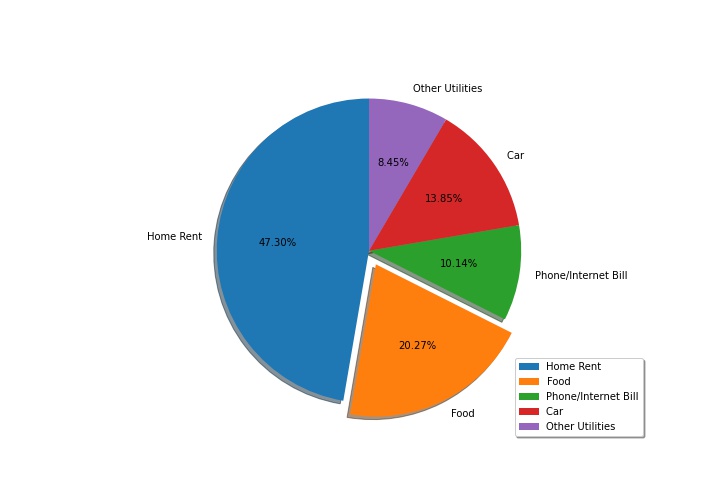 Other Utilities
Car
8.45%
13.85%
Home Rent
47.30%
10.14%
Phone/Internet Bill
20.27%
Food
Home Rent
Food
Phone/Internet Bill
Car
Other Utilities